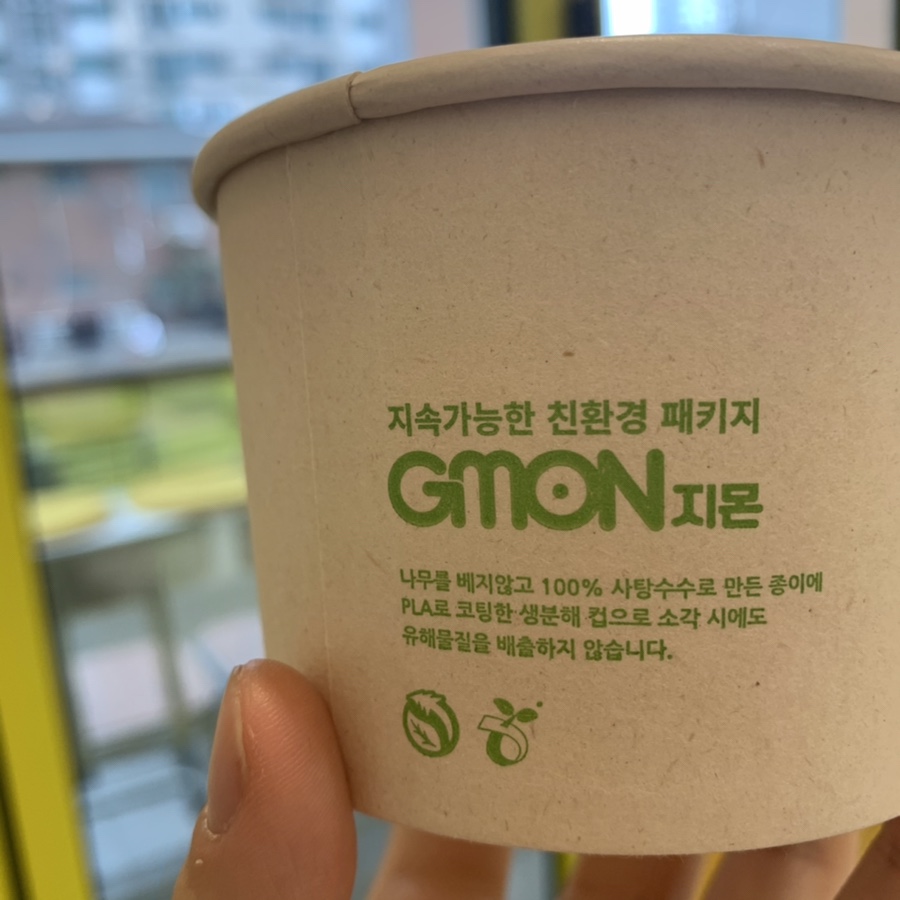 지속가능한 친환경 패키지
GMON 지몬
나무를 베지않고 100% 사탕수수로 만든 종이에
PLA로 코팅한 생분해 컵으로 소각 시에도
유해물질을 배출하지 않습니다.